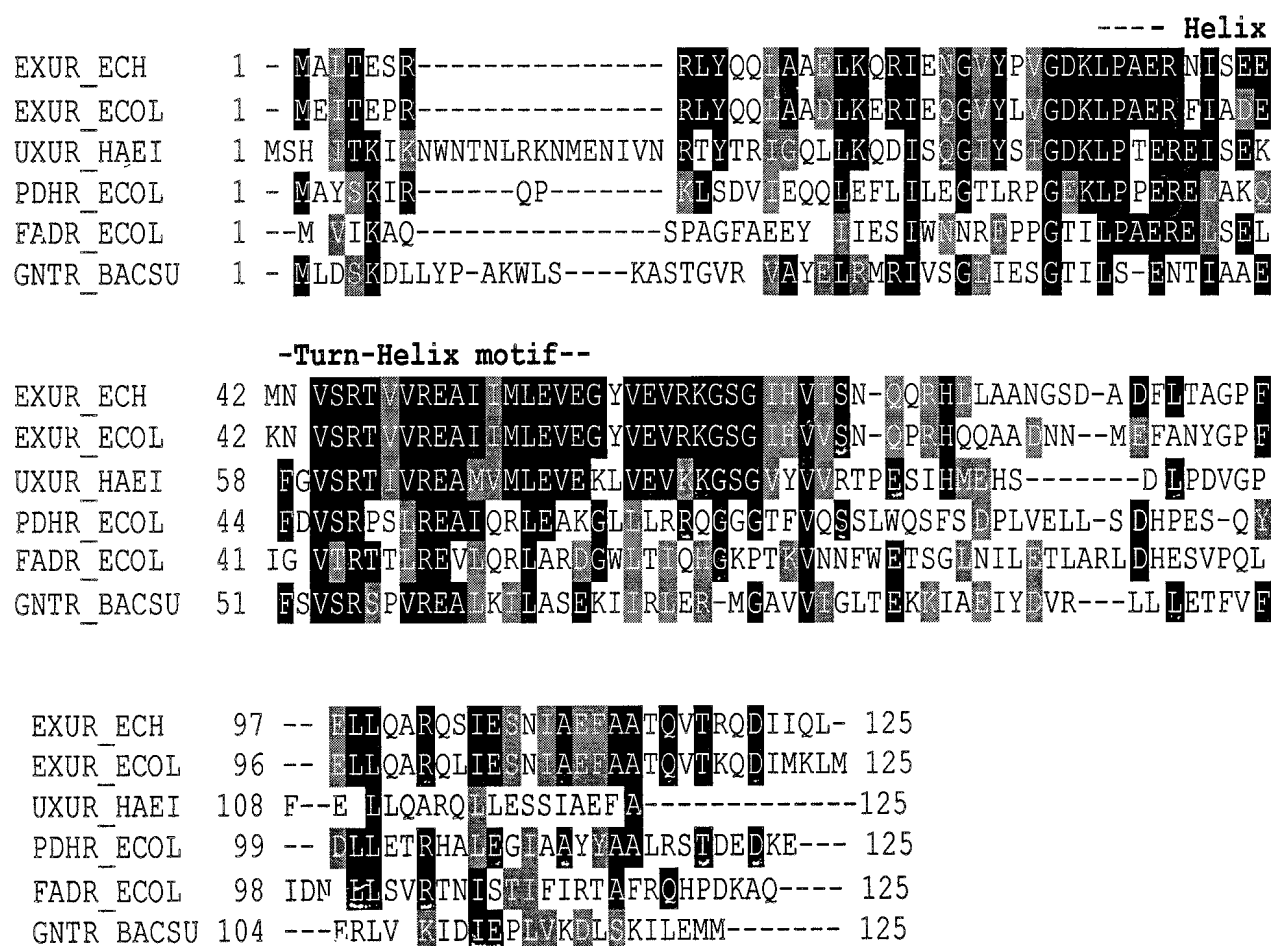 ---- Helix
EXUR_ECH 1 - MALTESR---------------RLYQQLAAELKQRIENGVYPVGDKLPAERNISEE
EXUR_ECOL 1 - MEITEPR---------------RLYQQIAADLKERIEQGVYLVGDKLPAERFIADE
UXUR_HAEI 1 MSH ITKIKNWNTNLRKNMENIVN RTYTRIGQLLKQDISQGIYSIGDKLPTEREISEK
PDHR_ECOL 1 - MAYSKIR------QP-------KLSDVIEQQLEFLILEGTLRPGEKLPPERELAKQ
FADR_ECOL 1 --M VIKAQ--------------SPAGFAEEY IIESIWNNRFPPGTILPAERELSEL
GNTR_BACSU 1 - MLDSKDLLYP-AKWLS----KASTGVR VAYELRMRIVSGLIESGTILS-ENTIAAE
-Turn-Helix motif--
EXUR_ECH 42 MN VSRTVVREAIIMLEVEGYVEVRKGSGIHVISN-QQRHLLAANGSD-A DFLTAGPF
EXUR_ECOL 42 KN VSRTVVREAIIMLEVEGYVEVRKGSGIHVVSN-QPRHQQAADNN--MEFANYGPF
UXUR_HAEI 58 FGVSRTIVREAMVMLEVEKLVEVKKGSGVYVVRTPESIHMEHS-------D LPDVGP
PDHR_ECOL 44 FDVSRPSLREAIQRLEAKGLLLRRQGGGTFVQSSLWQSFSDPLVELL-S DHPES-QY
FADR_ECOL 41 IG VTRTTLREVLQRLARDGWLTIQHGKPTKVNNFWETSGLNILETLARLDHESVPQL
GNTR_BACSU 51 FSVSRSPVREALKILASEKIIRLER-MGAVVIGLTEKKIAEIYDVR---LLLETFVF
EXUR_ECH 97 -- ELLQARQSIESNIAEFAATQVTRQDIIQL- 125
EXUR_ECOL 96 -- ELLQARQLIESNIAEFAATQVTKQDIMKLM 125
UXUR_HAEI 108 F--E LLQARQLLESSIAEFA-------------125
PDHR_ECOL 99 -- DLLETRHALEGIAAYYAALRSTDEDKE--- 125
FADR_ECOL 98 IDN LLSVRTNISTIFIRTAFRQHPDKAQ---- 125
GNTR_BACSU 104 ---FRLV KIDIEPLVKDLSKILEMM------- 125